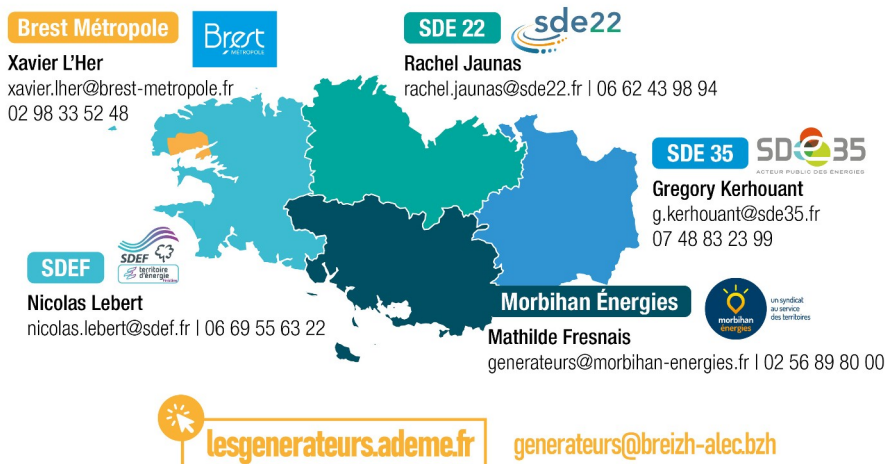 Brest Métropole
Brest
MÉTROPOLE
Xavier L'Her
xavier.lher@brest-metropole.fr
02 98 33 52 48
SDE 22
sde22
Rachel Jaunas
rachel.jaunas@sde22.fr | 06 62 43 98 94
SDE 35
SDE35
ACTEUR PUBLIC DES ÉNERGIES
Gregory Kerhouant
g.kerhouant@sde35.fr
07 48 83 23 99
SDEF
SDEF
territoire
d'énergie
Nicolas Lebert
nicolas.lebert@sdef.fr | 06 69 55 63 22
Morbihan Énergies
morbihan
énergies
un syndicat
au service
des territoires
Mathilde Fresnais
generateurs@morbihan-energies.fr | 02 56 89 80 00
lesgenerateurs.ademe.fr
generateurs@breizh-alec.bzh